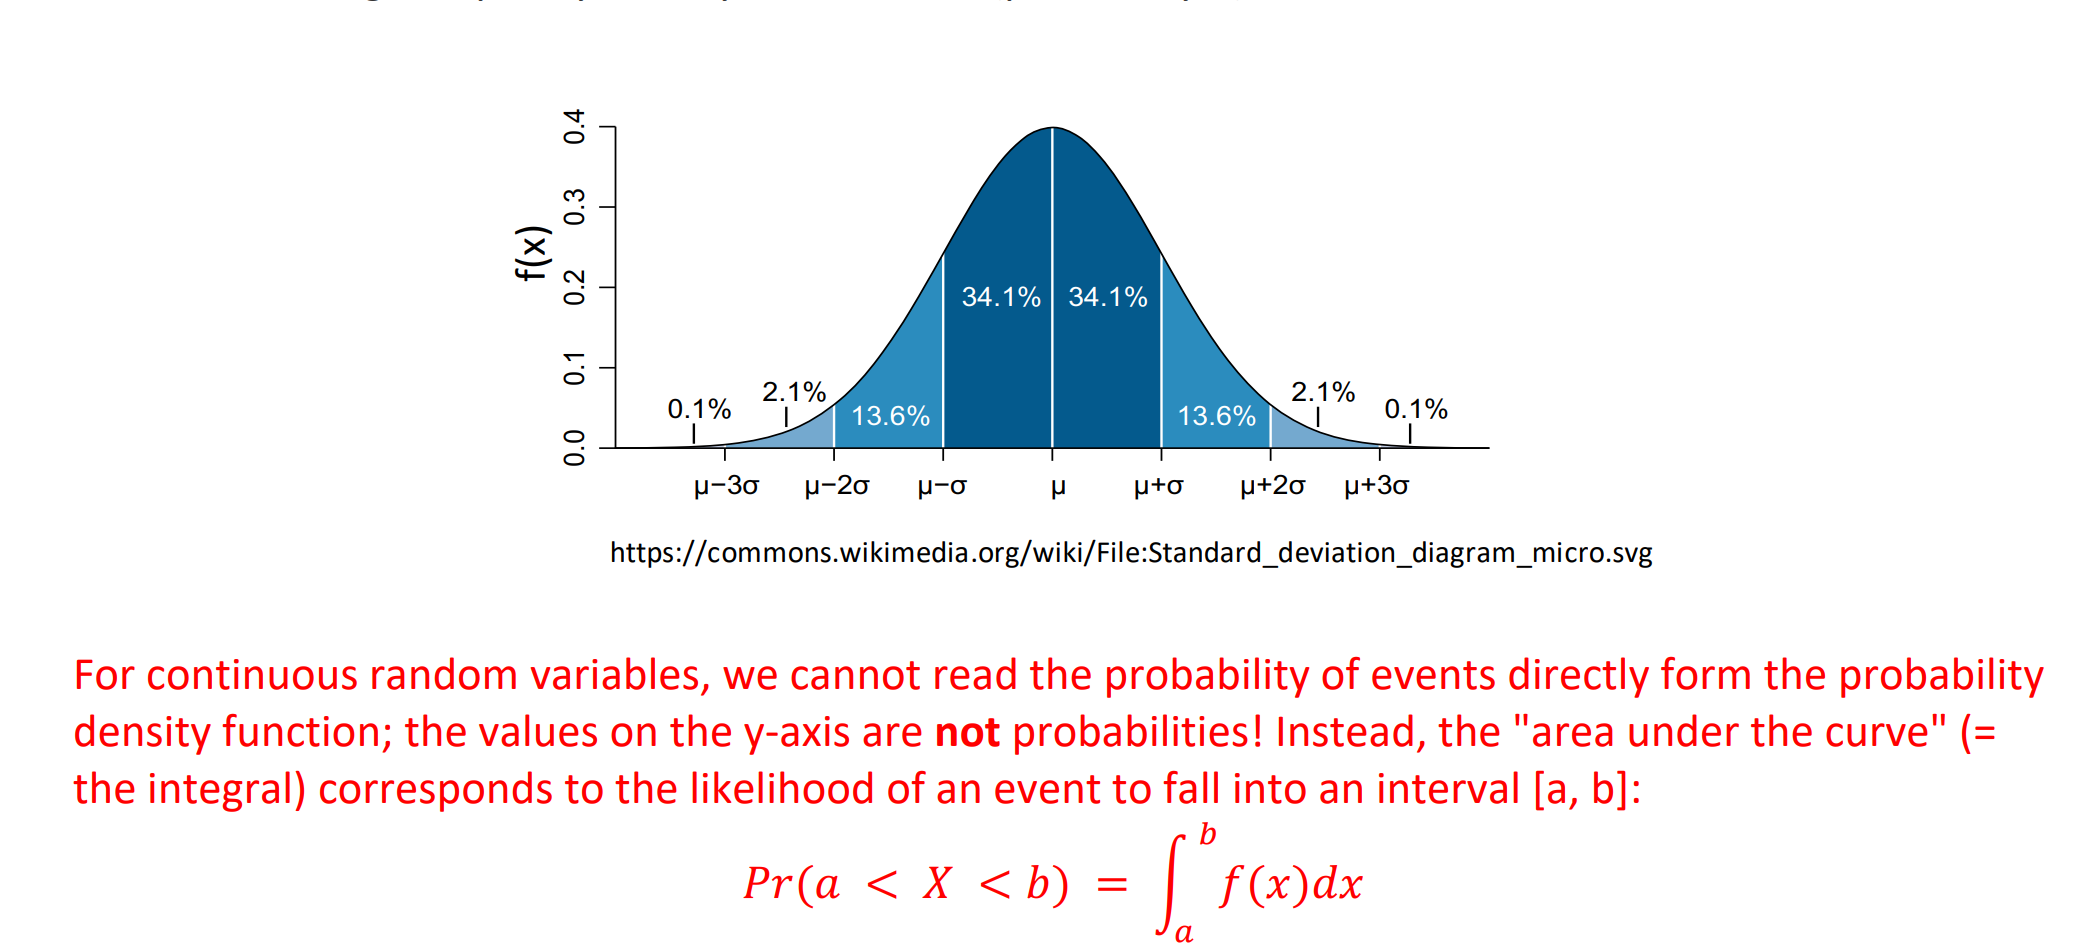 0.4
0.3
0.2
0.1
0.0
f(x)
34.1% 34.1%
0.1% 2.1% 13.6% 13.6% 2.1% 0.1%
μ−3σ μ−2σ μ−σ μ μ+σ μ+2σ μ+3σ
https://commons.wikimedia.org/wiki/File:Standard_deviation_diagram_micro.svg
For continuous random variables, we cannot read the probability of events directly form the probability
density function; the values on the y-axis are not probabilities! Instead, the "area under the curve" (=
the integral) corresponds to the likelihood of an event to fall into an interval [a, b]:
Pr(a < X < b) = ∫_a^b f(x)dx